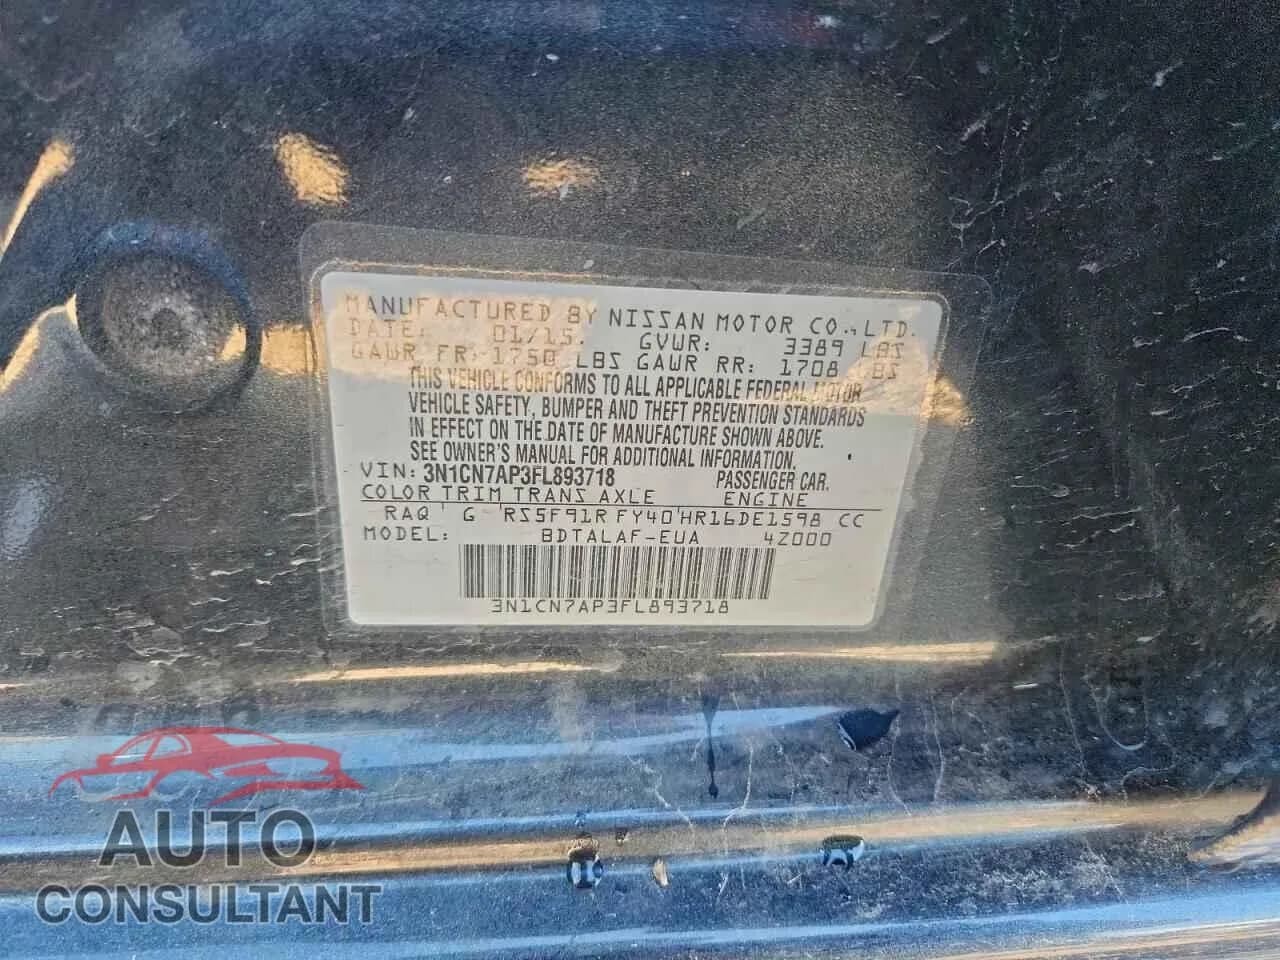 MANUFACTURED BY NISSAN MOTOR CO., LTD.
DATE: 01/15. GVWR: 3389 LBS
GAWR FR: 1750 LBS GAWR RR: 1708 LBS
THIS VEHICLE CONFORMS TO ALL APPLICABLE FEDERAL MOTOR
VEHICLE SAFETY, BUMPER AND THEFT PREVENTION STANDARDS
IN EFFECT ON THE DATE OF MANUFACTURE SHOWN ABOVE.
SEE OWNER'S MANUAL FOR ADDITIONAL INFORMATION.
VIN: 3N1CN7AP3FL893718 PASSENGER CAR.
COLOR TRIM TRANS AXLE ENGINE
RAQ G RS5F91R FY40 HR16DE1598 CC
MODEL: BDTALAF-EUA 4Z000
3N1CN7AP3FL893718
AUTO
CONSULTANT